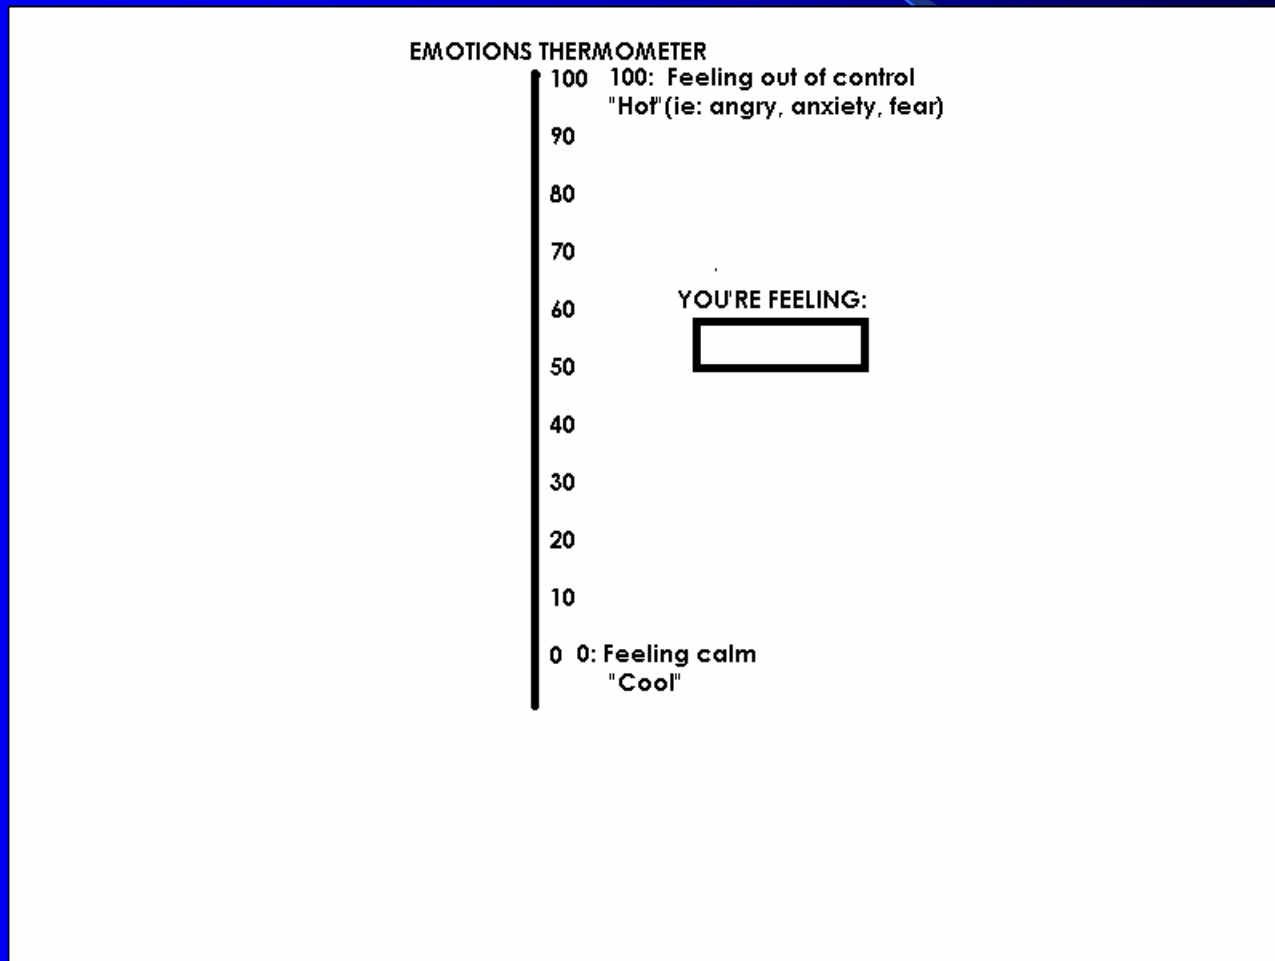 EMOTIONS THERMOMETER
100 100: Feeling out of control
"Hot"(ie: angry, anxiety, fear)
90
80
70
YOU'RE FEELING:
60
50
40
30
20
10
0 0: Feeling calm
"Cool"